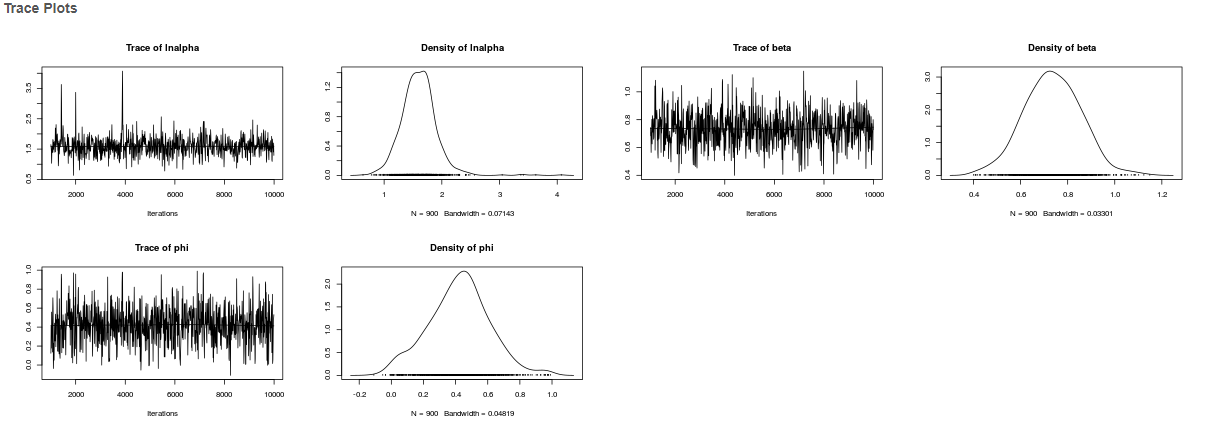 Trace Plots
Trace of lnalpha
0.5 1.5 2.5 3.5
2000 4000 6000 8000 10000
Iterations
Density of lnalpha
0.0 0.4 0.8 1.2
1 2 3 4
N = 900 Bandwidth = 0.07143
Trace of beta
0.4 0.6 0.8 1.0
2000 4000 6000 8000 10000
Iterations
Density of beta
0.0 1.0 2.0 3.0
0.4 0.6 0.8 1.0 1.2
N = 900 Bandwidth = 0.03301
Trace of phi
0.0 0.2 0.4 0.6 0.8 1.0
2000 4000 6000 8000 10000
Iterations
Density of phi
0.0 0.5 1.0 1.5 2.0
-0.2 0.0 0.2 0.4 0.6 0.8 1.0
N = 900 Bandwidth = 0.04819